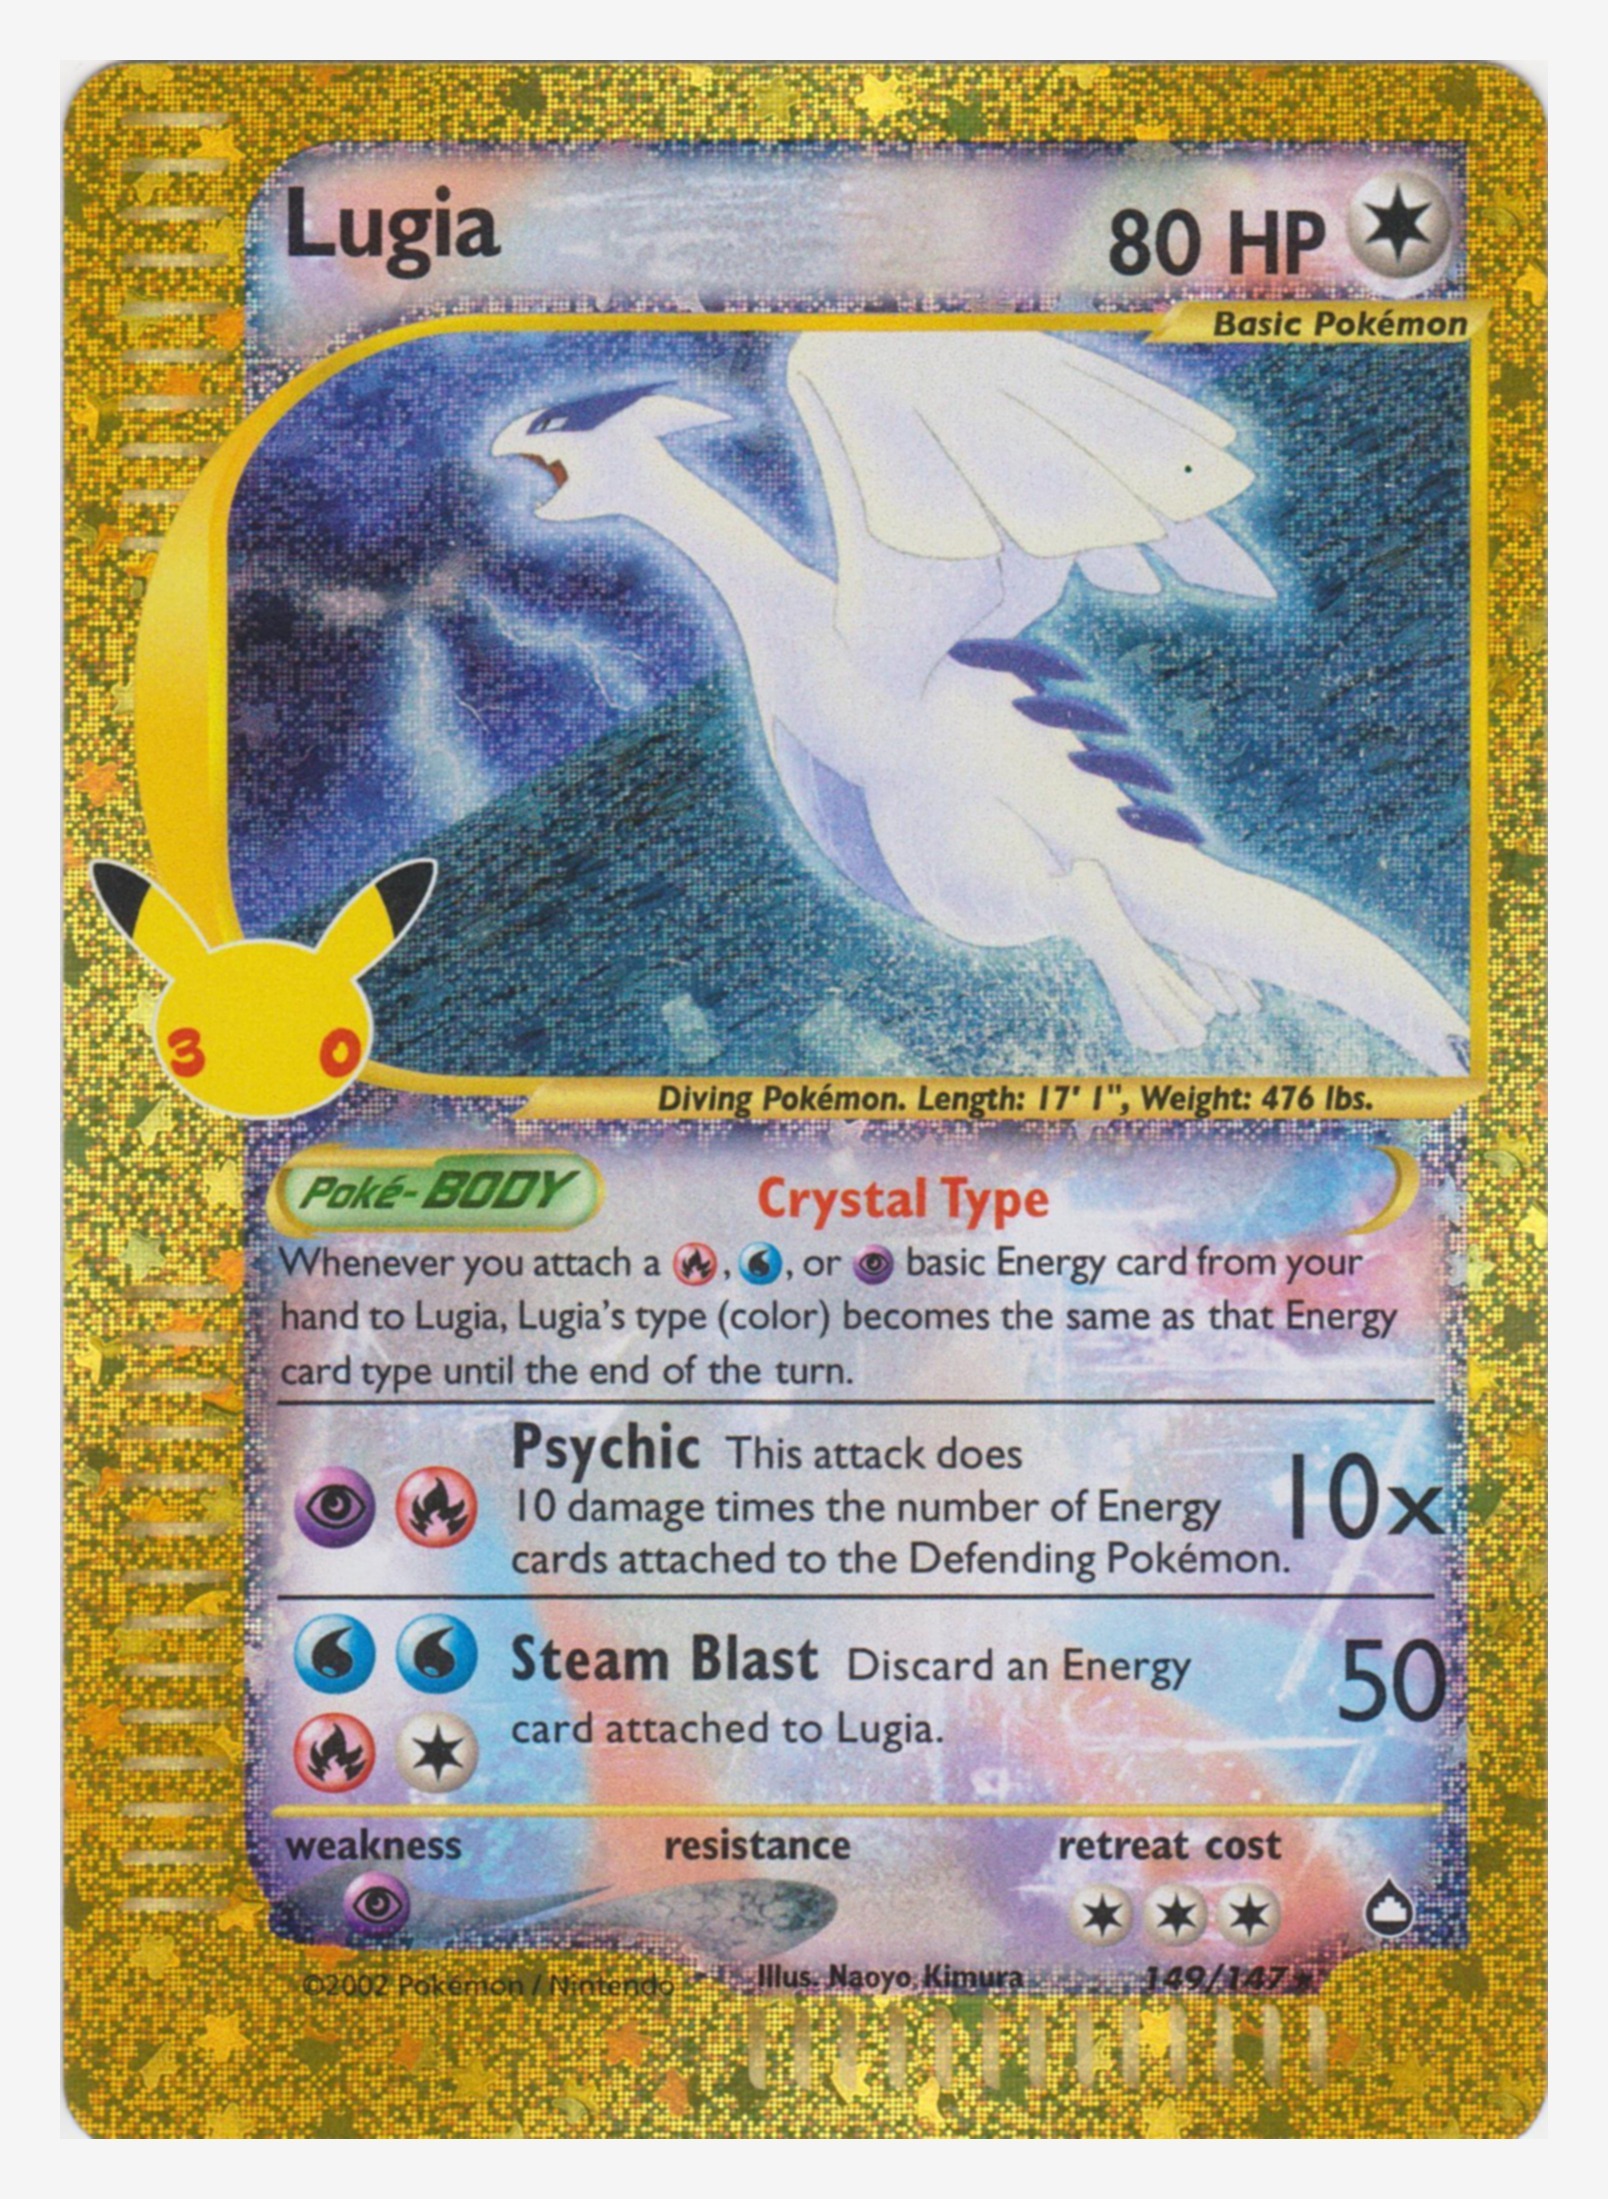 Lugia
80 HP
Basic Pokémon
3 0
Diving Pokémon. Length: 17' 1", Weight: 476 lbs.
Poké-BODY Crystal Type
Whenever you attach a , , or basic Energy card from your
hand to Lugia, Lugia's type (color) becomes the same as that Energy
card type until the end of the turn.
Psychic This attack does
10 damage times the number of Energy
cards attached to the Defending Pokémon.
10x
Steam Blast Discard an Energy
card attached to Lugia.
50
weakness resistance retreat cost
©2002 Pokémon / Nintendo Illus. Naoyo Kimura 149/147